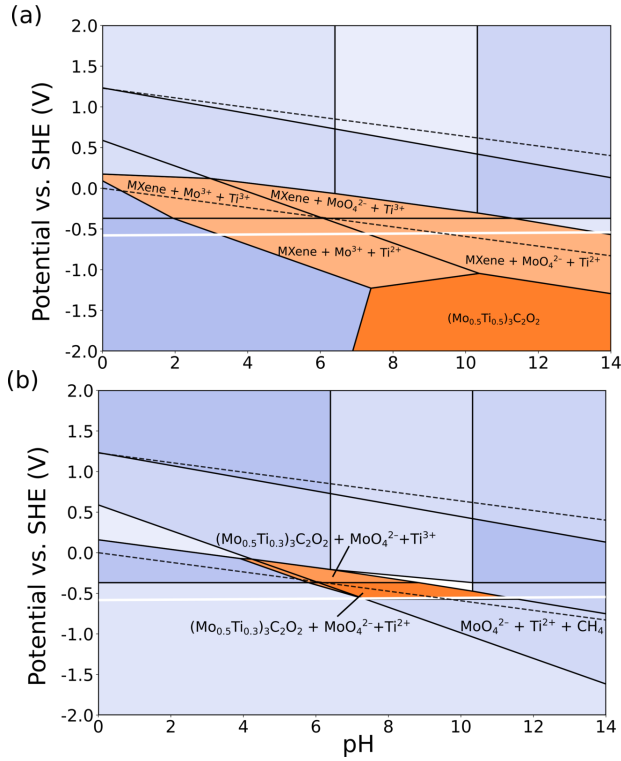 (a)
Potential vs. SHE (V)
2.0
1.5
1.0
0.5
0.0
-0.5
-1.0
-1.5
-2.0
MXene + Mo³⁺ + Ti³⁺
MXene + MoO₄²⁻ + Ti³⁺
MXene + Mo³⁺ + Ti²⁺
MXene + MoO₄²⁻ + Ti²⁺
(Mo₀.₅Ti₀.₅)₃C₂O₂
0 2 4 6 8 10 12 14
(b)
Potential vs. SHE (V)
2.0
1.5
1.0
0.5
0.0
-0.5
-1.0
-1.5
-2.0
(Mo₀.₅Ti₀.₃)₃C₂O₂ + MoO₄²⁻+Ti³⁺
(Mo₀.₅Ti₀.₃)₃C₂O₂ + MoO₄²⁻+Ti²⁺
MoO₄²⁻ + Ti²⁺ + CH₄
0 2 4 6 8 10 12 14
pH